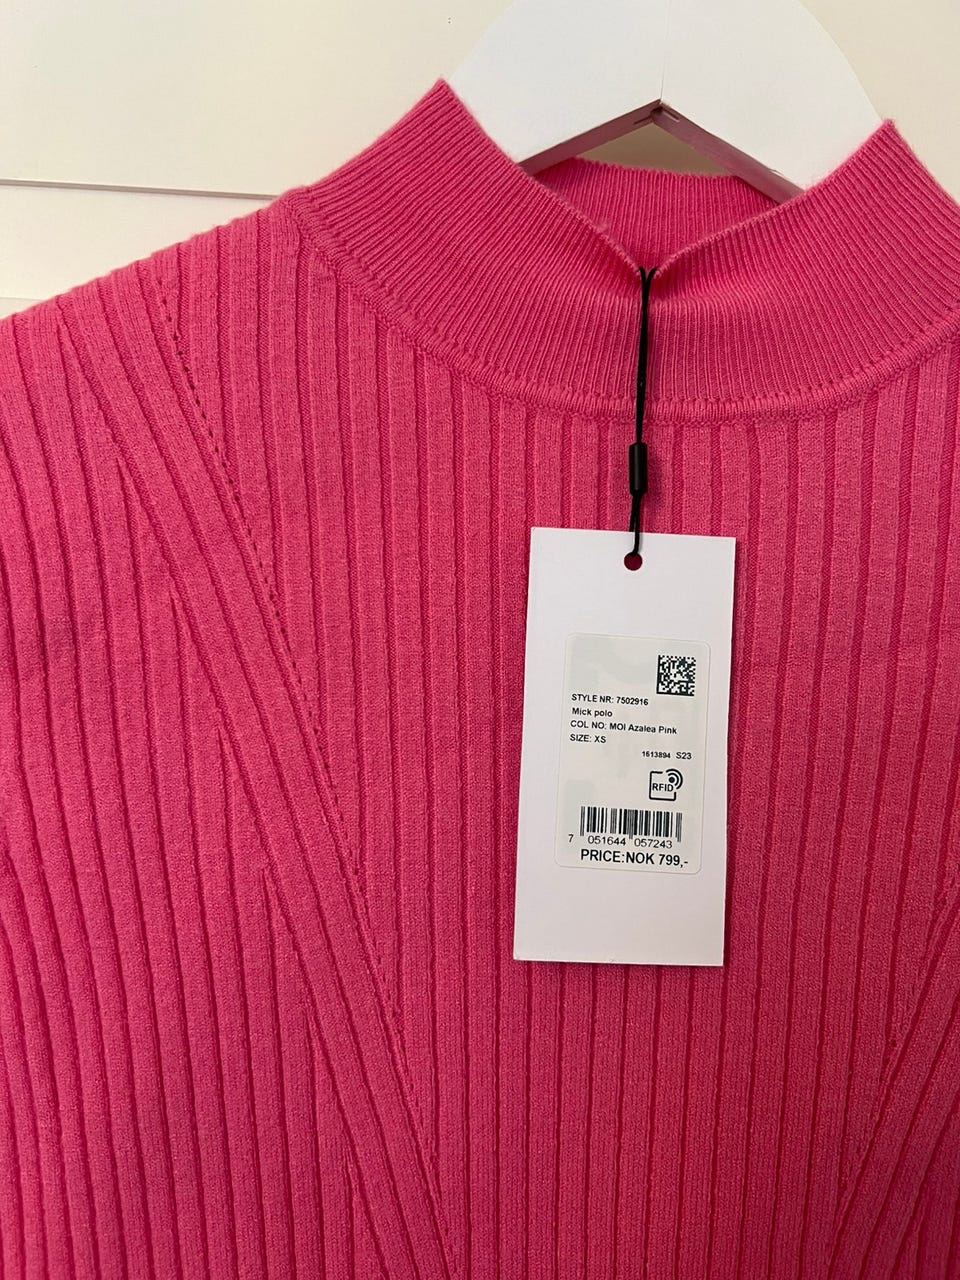 STYLE NR: 7502916
Mick polo
COL NO: MOI Azalea Pink
SIZE: XS
1613894 S23
RFID
7 051644 057243
PRICE:NOK 799,-